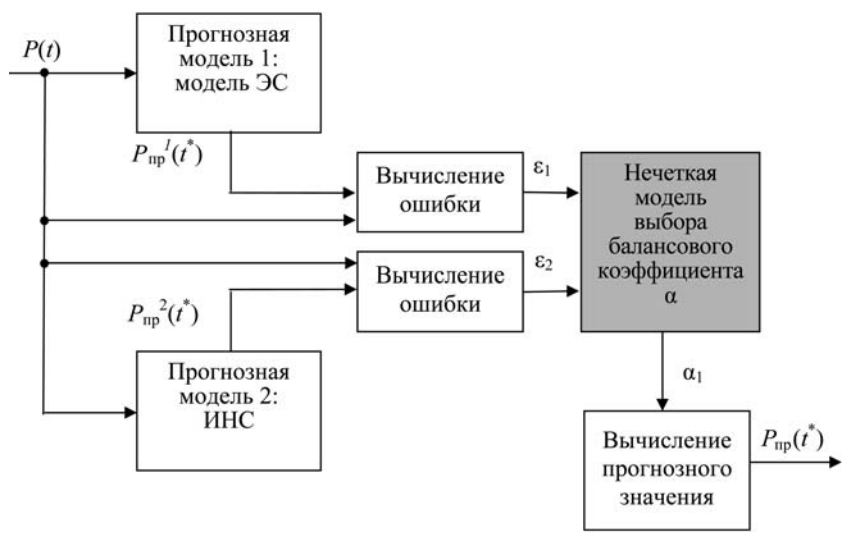 P(t)
Прогнозная
модель 1:
модель ЭС
Pпр¹(t*)
Вычисление
ошибки
ε₁
Нечеткая
модель
выбора
балансового
коэффициента
α
Вычисление
ошибки
ε₂
Pпр²(t*)
Прогнозная
модель 2:
ИНС
α₁
Вычисление
прогнозного
значения
Pпр(t*)